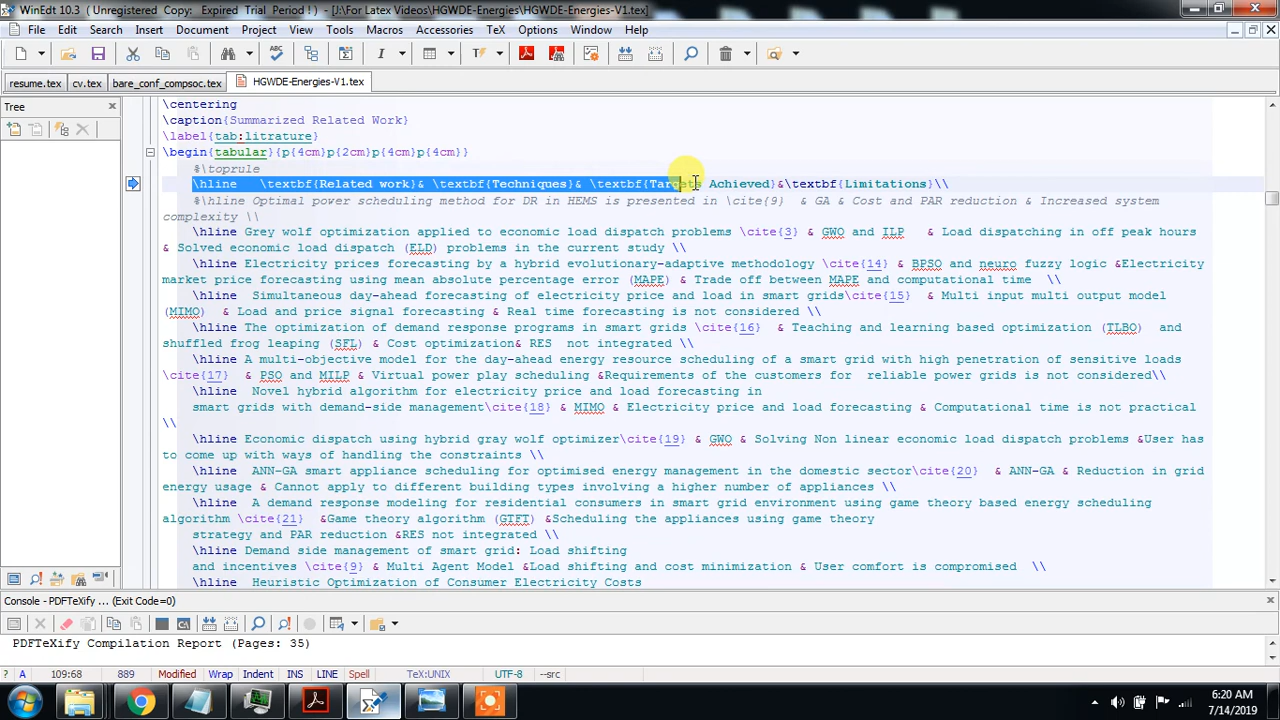 WinEdt 10.3 (Unregistered Copy: Expired Trial Period !) - [J:\For Latex Videos\HGWDE-Energies\HGWDE-Energies-V1.tex]
File Edit Search Insert Document Project View Tools Macros Accessories TeX Options Window Help
resume.tex cv.tex bare_conf_compsoc.tex HGWDE-Energies-V1.tex
Tree
\centering
\caption{Summarized Related Work}
\label{tab:litrature}
\begin{tabular}{p{4cm}p{2cm}p{4cm}p{4cm}}
%\toprule
\hline   \textbf{Related work}& \textbf{Techniques}& \textbf{Targets Achieved}&\textbf{Limitations}\\
%\hline Optimal power scheduling method for DR in HEMS is presented in \cite{9}  & GA & Cost and PAR reduction & Increased system
complexity \\
\hline Grey wolf optimization applied to economic load dispatch problems \cite{3} & GWO and ILP   & Load dispatching in off peak hours
& Solved economic load dispatch (ELD) problems in the current study \\
\hline Electricity prices forecasting by a hybrid evolutionary-adaptive methodology \cite{14} & BPSO and neuro fuzzy logic &Electricity
market price forecasting using mean absolute percentage error (MAPE) & Trade off between MAPE and computational time  \\
\hline  Simultaneous day-ahead forecasting of electricity price and load in smart grids\cite{15}  & Multi input multi output model
(MIMO)  & Load and price signal forecasting & Real time forecasting is not considered \\
\hline The optimization of demand response programs in smart grids \cite{16}  & Teaching and learning based optimization (TLBO)  and
shuffled frog leaping (SFL) & Cost optimization& RES  not integrated \\
\hline A multi-objective model for the day-ahead energy resource scheduling of a smart grid with high penetration of sensitive loads
\cite{17}  & PSO and MILP & Virtual power play scheduling &Requirements of the customers for  reliable power grids is not considered\\
\hline  Novel hybrid algorithm for electricity price and load forecasting in
smart grids with demand-side management\cite{18} & MIMO & Electricity price and load forecasting & Computational time is not practical
\\
\hline Economic dispatch using hybrid gray wolf optimizer\cite{19} & GWO & Solving Non linear economic load dispatch problems &User has
to come up with ways of handling the constraints \\
\hline  ANN-GA smart appliance scheduling for optimised energy management in the domestic sector\cite{20}  & ANN-GA & Reduction in grid
energy usage & Cannot apply to different building types involving a higher number of appliances \\
\hline  A demand response modeling for residential consumers in smart grid environment using game theory based energy scheduling
algorithm \cite{21}  &Game theory algorithm (GTFT) &Scheduling the appliances using game theory
strategy and PAR reduction &RES not integrated \\
\hline Demand side management of smart grid: Load shifting
and incentives \cite{9} & Multi Agent Model &Load shifting and cost minimization  & User comfort is compromised  \\
\hline  Heuristic Optimization of Consumer Electricity Costs
Console - PDFTeXify ... (Exit Code=0)
PDFTeXify Compilation Report (Pages: 35)
? A 109:68 889 Modified Wrap Indent INS LINE Spell TeX:UNIX UTF-8 --src
6:20 AM
7/14/2019